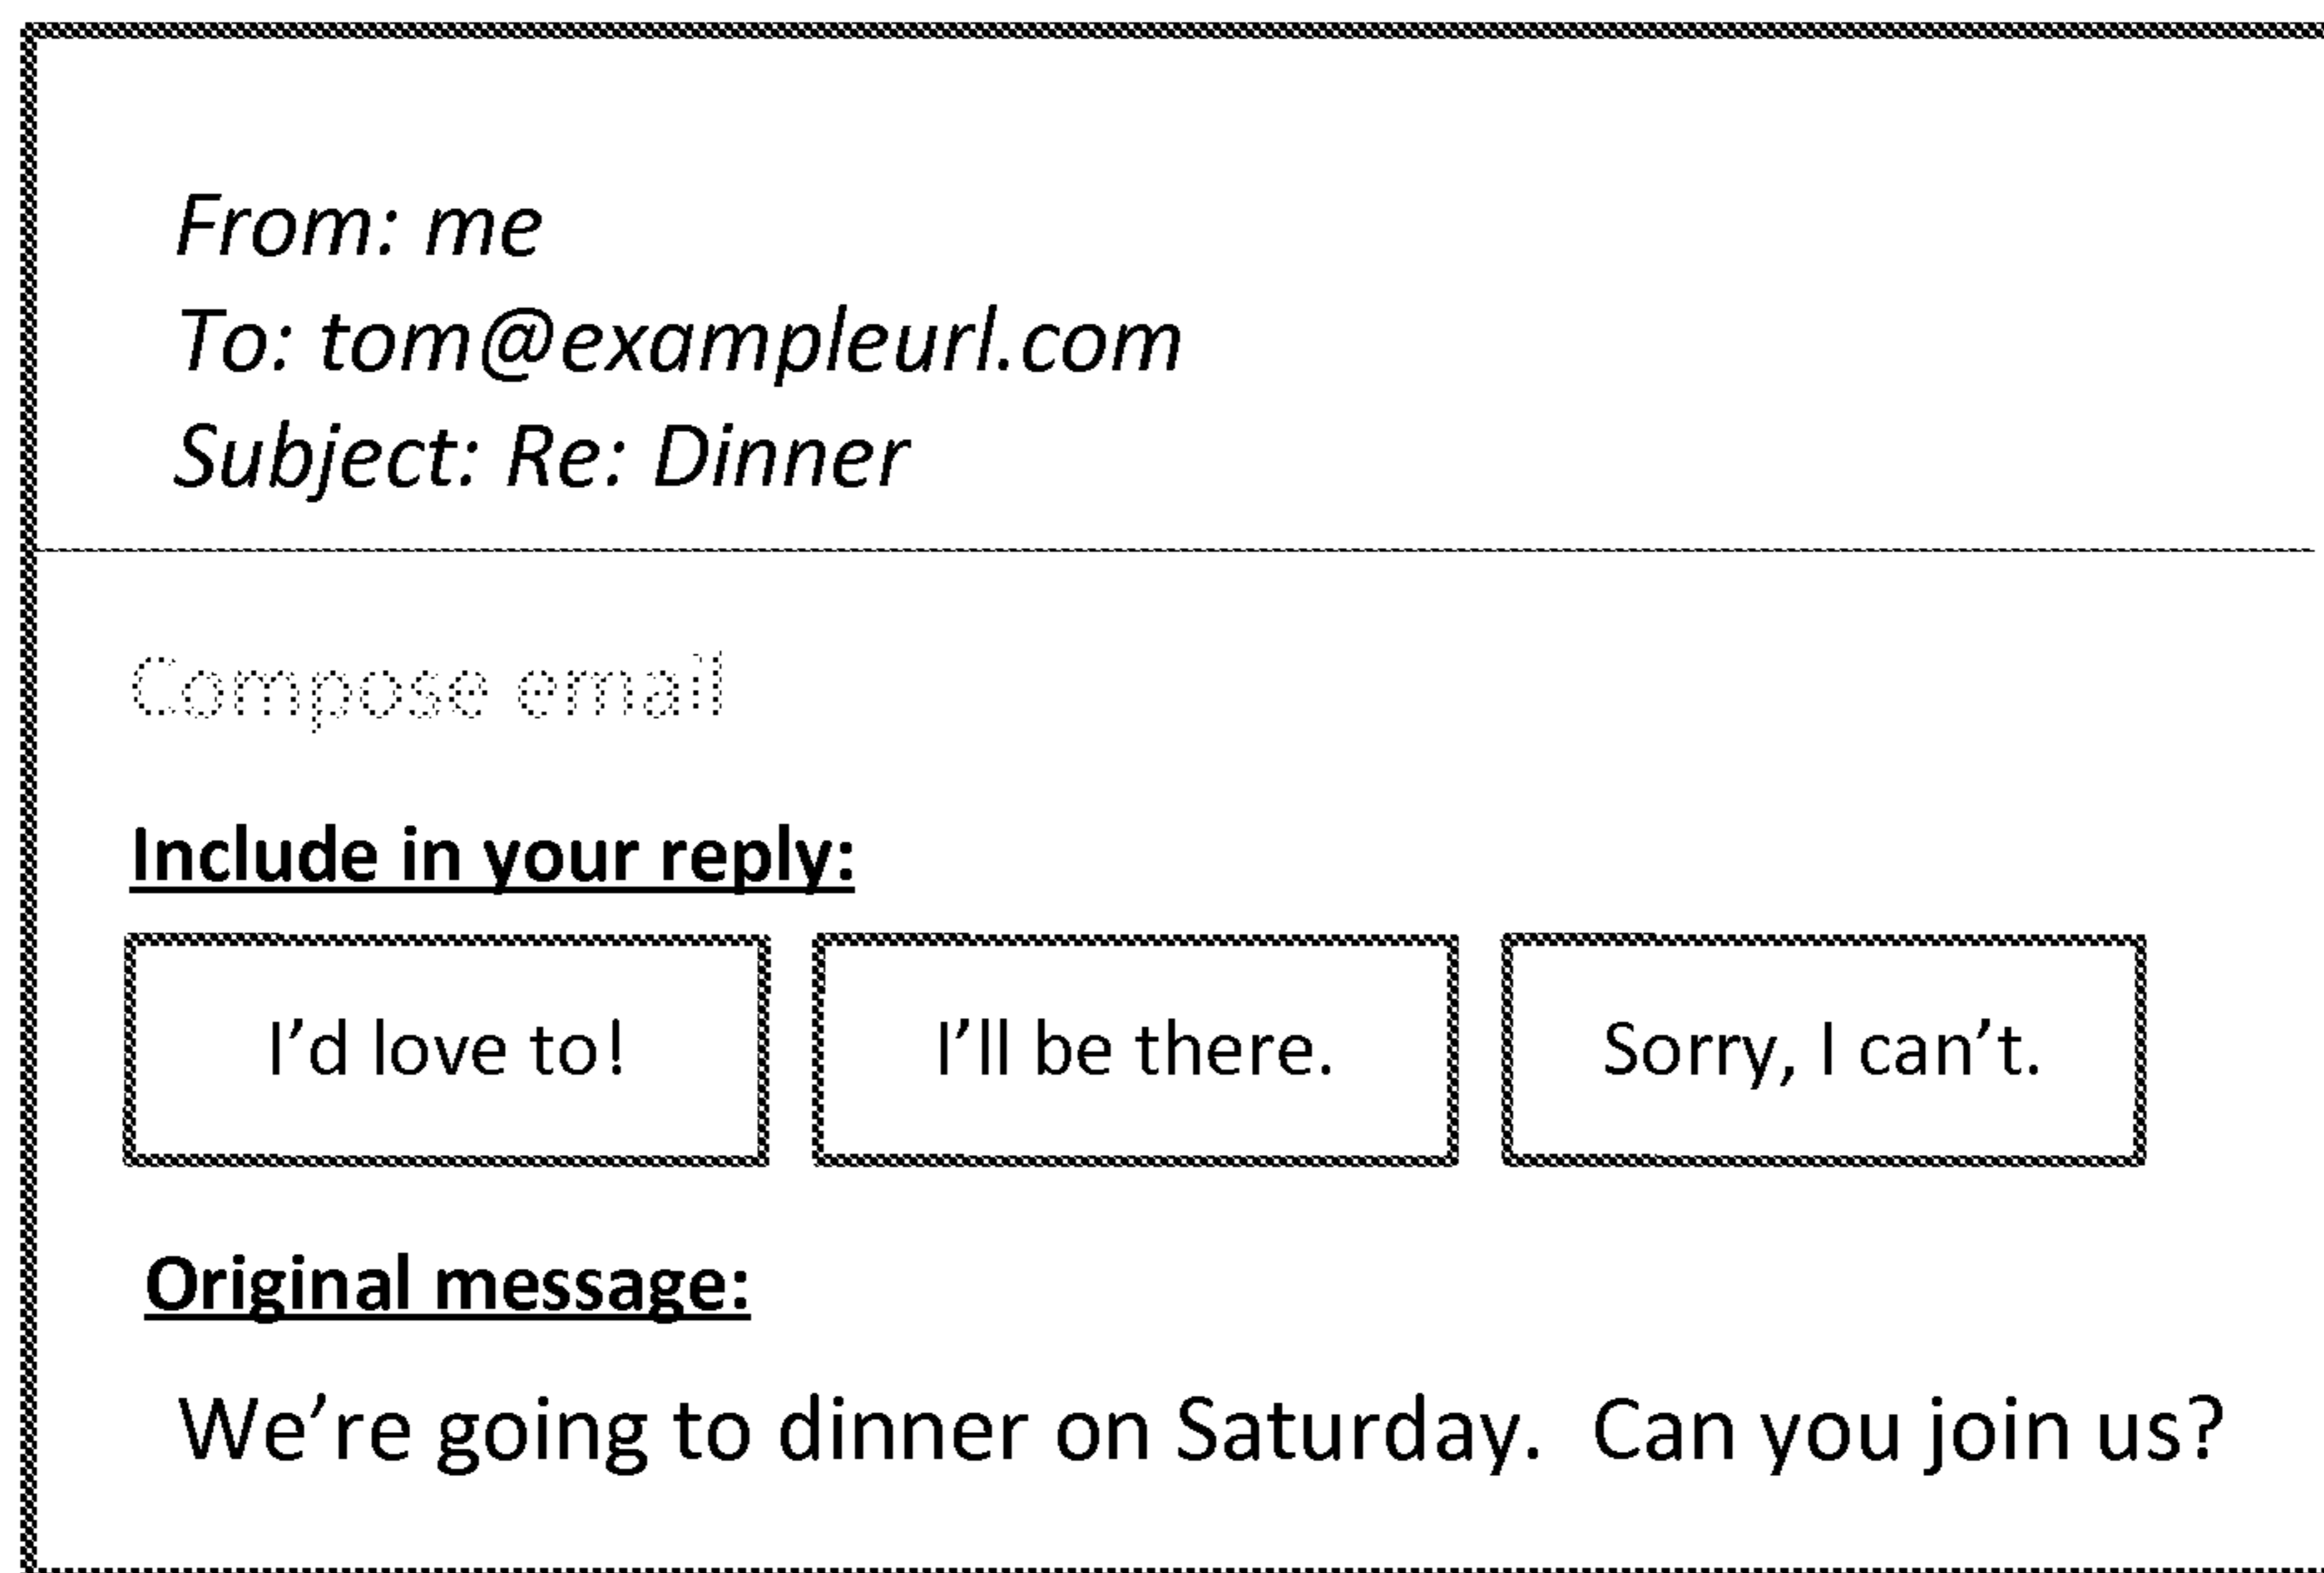 From: me
To: tom@exampleurl.com
Subject: Re: Dinner
Compose email
Include in your reply:
I’d love to! I’ll be there. Sorry, I can’t.
Original message:
We’re going to dinner on Saturday.  Can you join us?